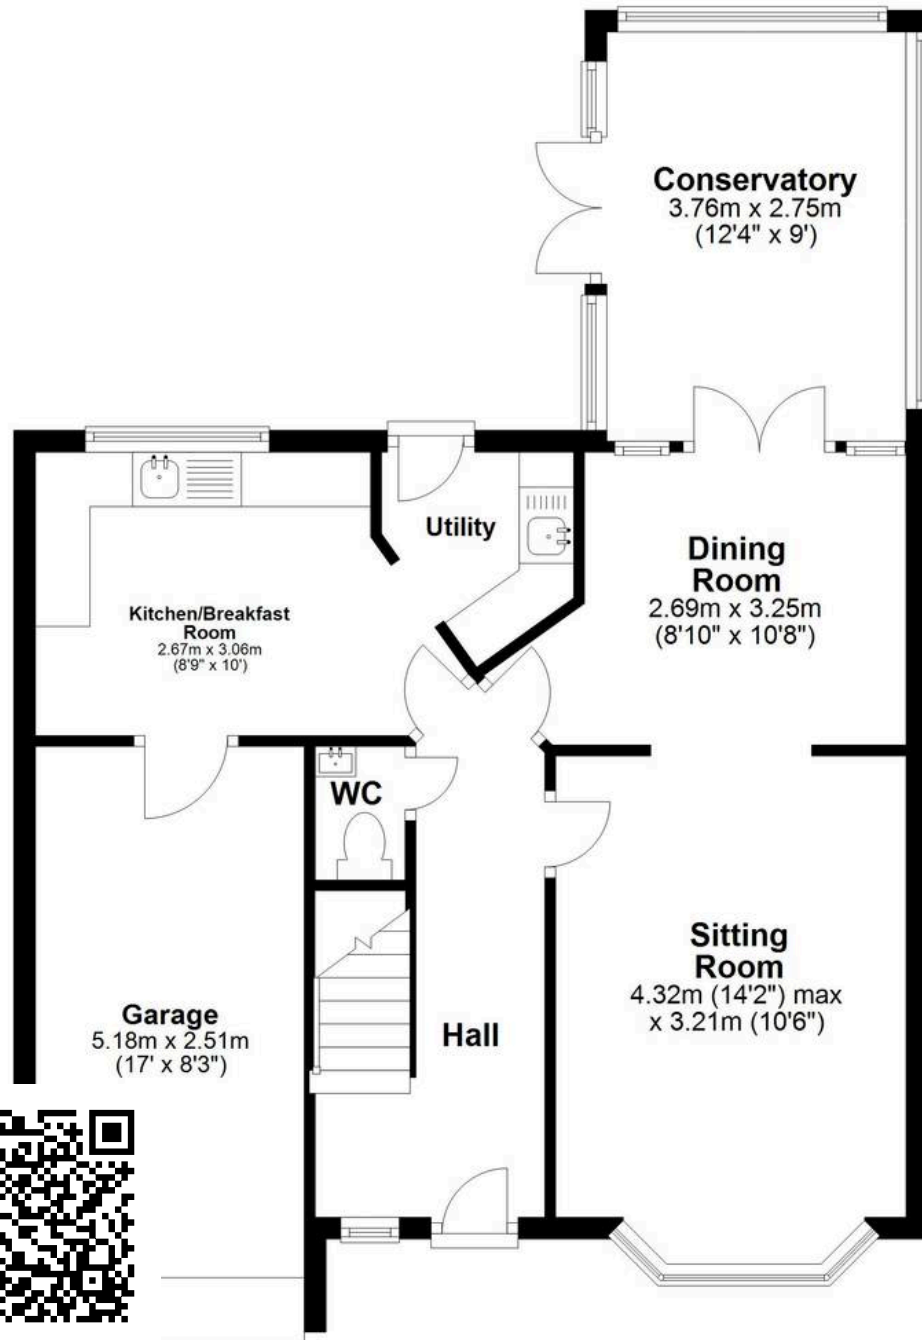 Conservatory
3.76m x 2.75m
(12'4" x 9')
Utility
Dining
Room
2.69m x 3.25m
(8'10" x 10'8")
Kitchen/Breakfast
Room
2.67m x 3.06m
(8'9" x 10')
WC
Sitting
Room
4.32m (14'2") max
x 3.21m (10'6")
Garage
5.18m x 2.51m
(17' x 8'3")
Hall